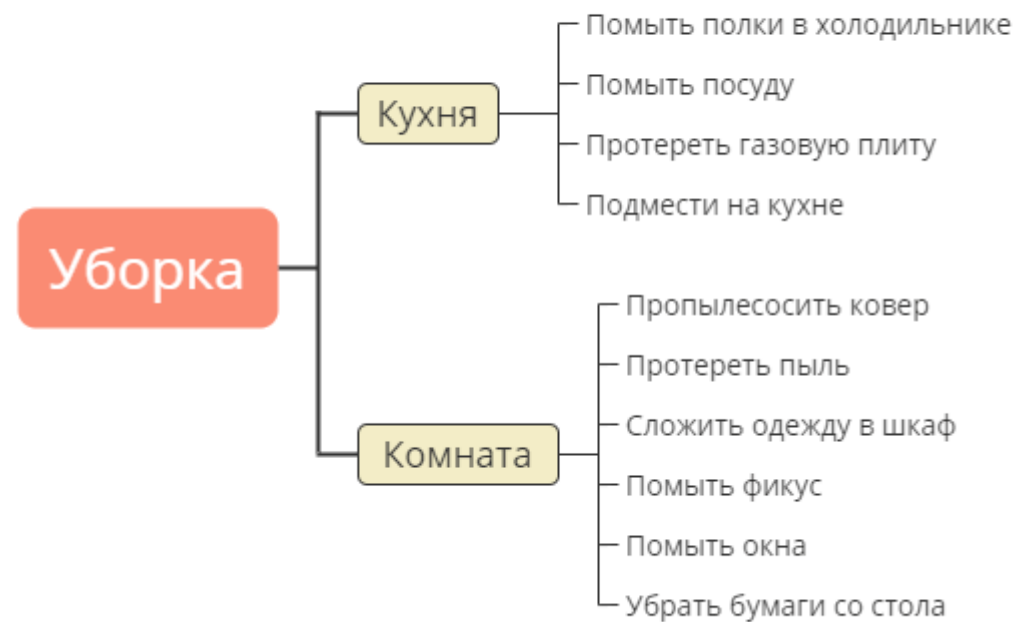 Уборка
Кухня
Помыть полки в холодильнике
Помыть посуду
Протереть газовую плиту
Подмести на кухне
Комната
Пропылесосить ковер
Протереть пыль
Сложить одежду в шкаф
Помыть фикус
Помыть окна
Убрать бумаги со стола